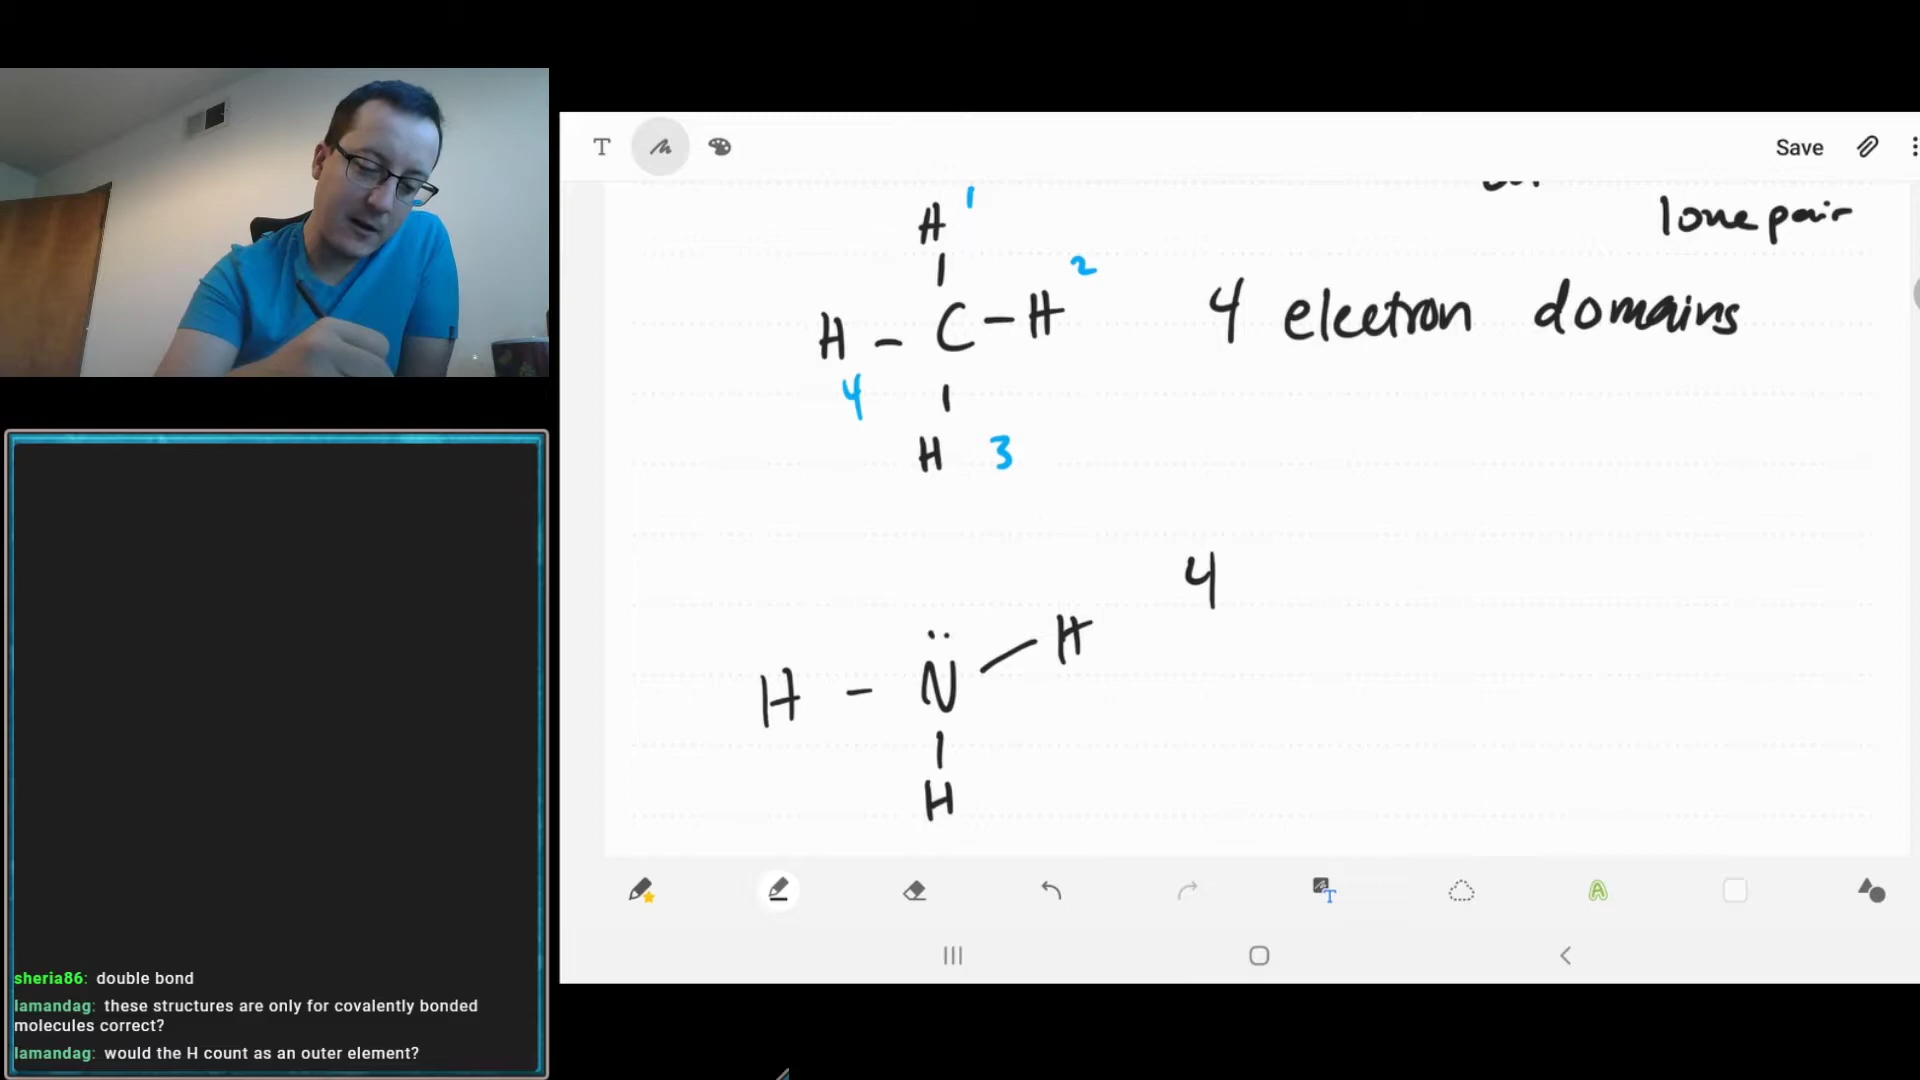 T
Save
lone pair
H 1
2
H - C - H
4 electron domains
4
H 3
4
H
H - N
H
T
A
sheria86: double bond
lamandag: these structures are only for covalently bonded
molecules correct?
lamandag: would the H count as an outer element?